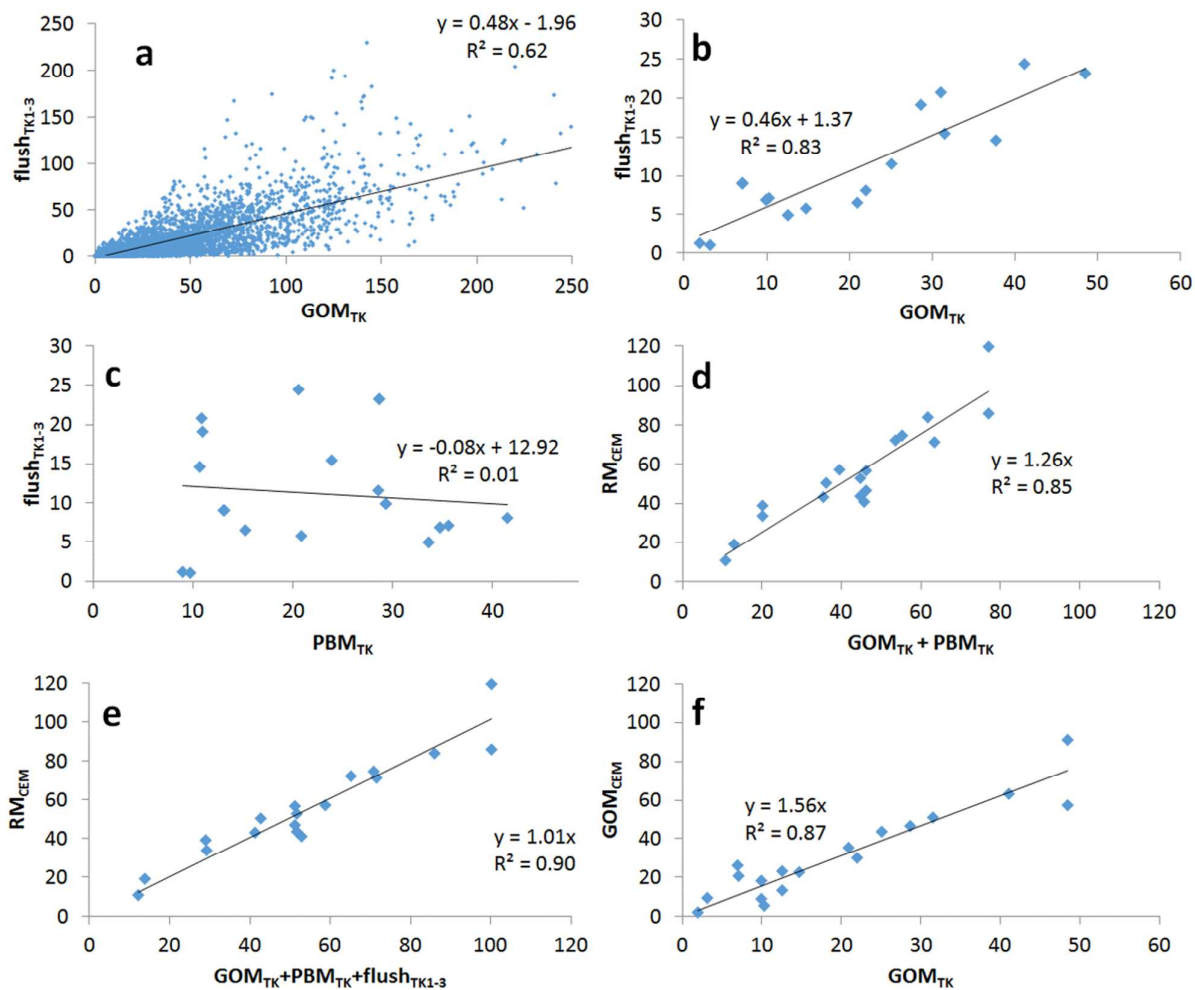 a
y = 0.48x - 1.96
R² = 0.62
flushTK1-3
250
200
150
100
50
0
0 50 100 150 200 250
GOMTK
b
y = 0.46x + 1.37
R² = 0.83
flushTK1-3
30
25
20
15
10
5
0
0 10 20 30 40 50 60
GOMTK
c
y = -0.08x + 12.92
R² = 0.01
flushTK1-3
30
25
20
15
10
5
0
0 10 20 30 40
PBMTK
d
y = 1.26x
R² = 0.85
RMCEM
120
100
80
60
40
20
0
0 20 40 60 80 100 120
GOMTK + PBMTK
e
y = 1.01x
R² = 0.90
RMCEM
120
100
80
60
40
20
0
0 20 40 60 80 100 120
GOMTK+PBMTK+flushTK1-3
f
y = 1.56x
R² = 0.87
GOMCEM
120
100
80
60
40
20
0
0 10 20 30 40 50 60
GOMTK